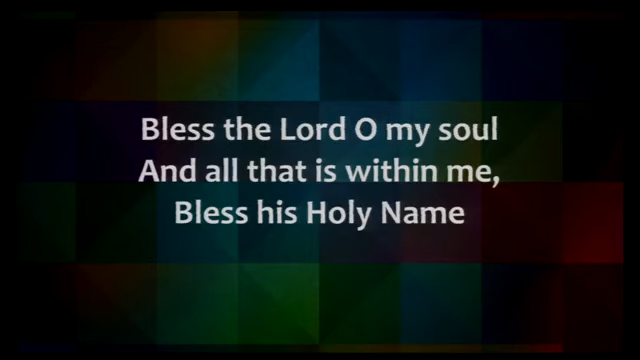 Bless the Lord O my soul
And all that is within me,
Bless his Holy Name